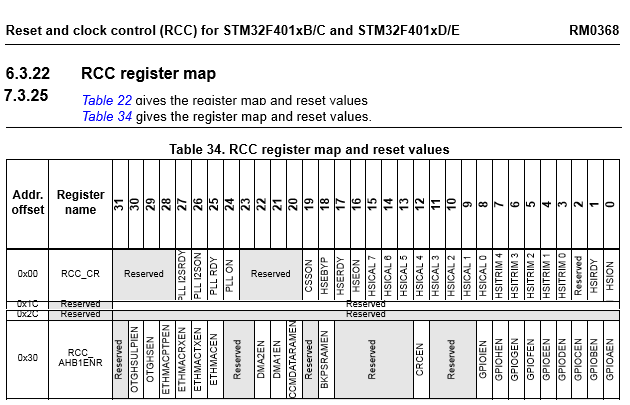 Reset and clock control (RCC) for STM32F401xB/C and STM32F401xD/E RM0368
6.3.22 RCC register map
7.3.25
Table 22 gives the register map and reset values
Table 34 gives the register map and reset values.
Table 34. RCC register map and reset values
Addr. offset Register name 31 30 29 28 27 26 25 24 23 22 21 20 19 18 17 16 15 14 13 12 11 10 9 8 7 6 5 4 3 2 1 0
0x00 RCC_CR Reserved PLL I2SRDY PLL I2SON PLL RDY PLL ON Reserved CSSON HSEBYP HSERDY HSEON HSICAL 7 HSICAL 6 HSICAL 5 HSICAL 4 HSICAL 3 HSICAL 2 HSICAL 1 HSICAL 0 HSITRIM 4 HSITRIM 3 HSITRIM 2 HSITRIM 1 HSITRIM 0 Reserved HSIRDY HSION
0x1C Reserved Reserved
0x2C Reserved Reserved
0x30 RCC_ AHB1ENR Reserved OTGHSULPIEN OTGHSEN ETHMACPTPEN ETHMACRXEN ETHMACTXEN ETHMACEN Reserved DMA2EN DMA1EN CCMDATARAMEN Reserved BKPSRAMEN Reserved CRCEN Reserved GPIOIEN GPIOHEN GPIOGEN GPIOFEN GPIOEEN GPIODEN GPIOCEN GPIOBEN GPIOAEN